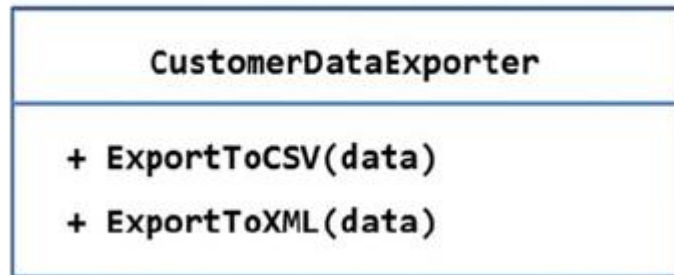 CustomerDataExporter
+ ExportToCSV(data)
+ ExportToXML(data)